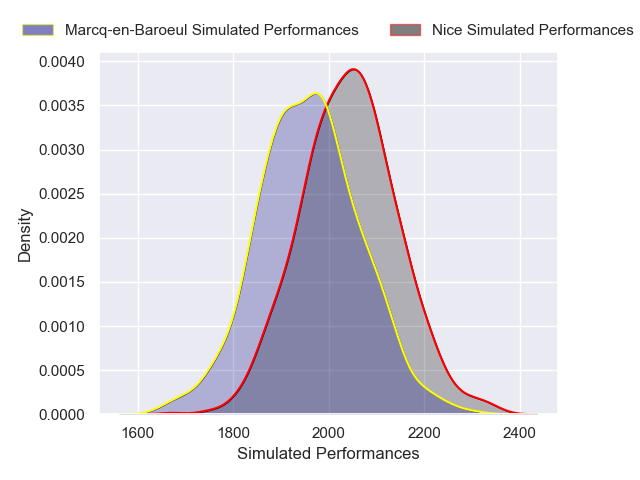 Marcq-en-Baroeul Simulated Performances Nice Simulated Performances
0.0040
0.0035
0.0030
0.0025
0.0020
0.0015
0.0010
0.0005
0.0000
Density
1600 1800 2000 2200 2400
Simulated Performances